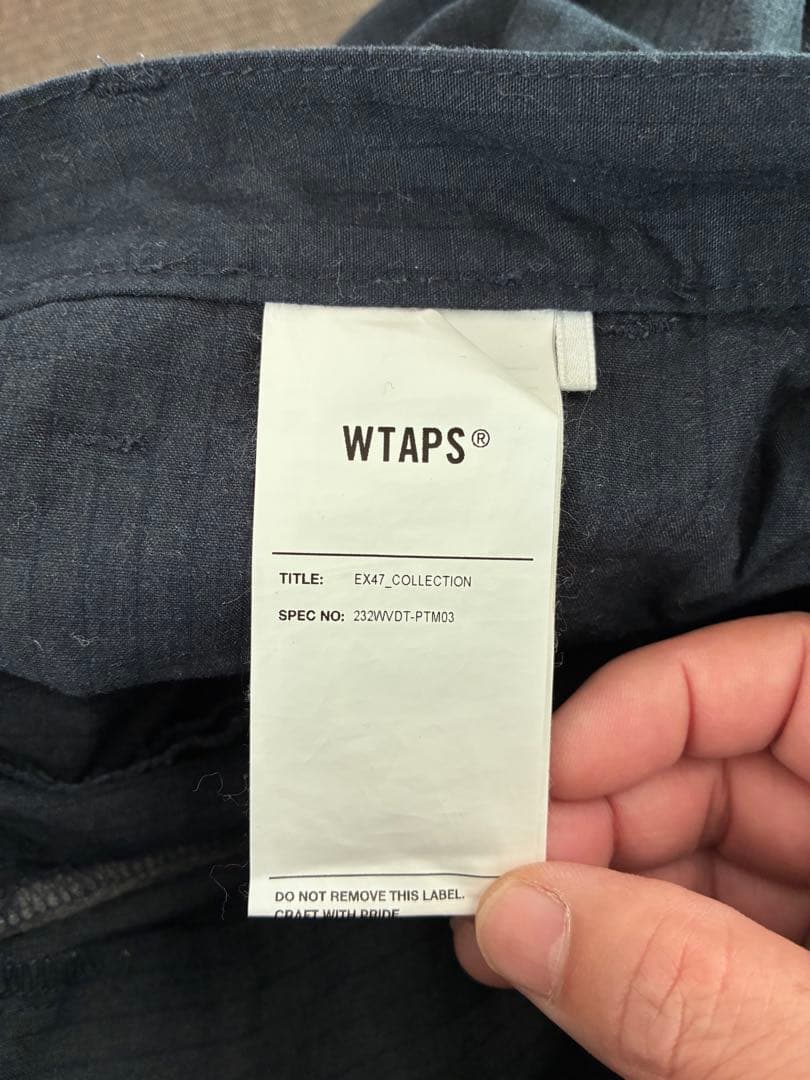 WTAPS®
TITLE: EX47_COLLECTION
SPEC NO: 232WVDT-PTM03
DO NOT REMOVE THIS LABEL.
CRAFT WITH PRIDE